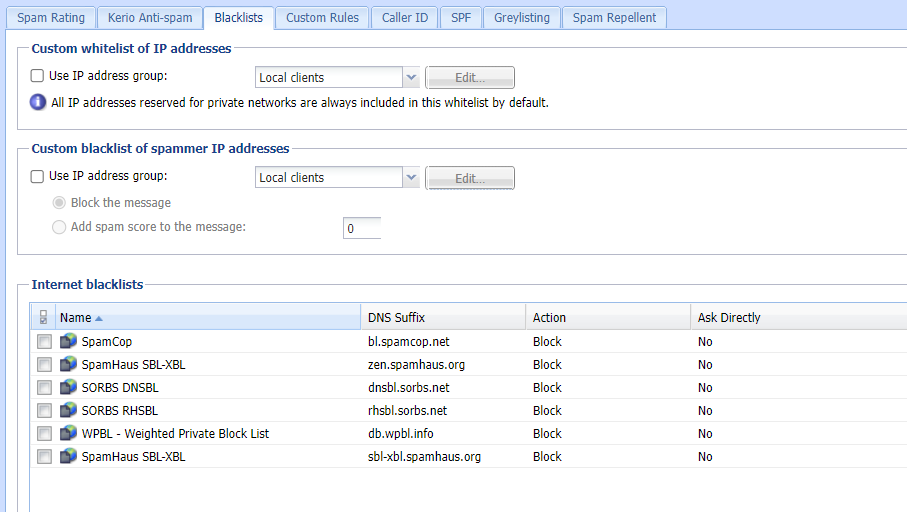 Spam Rating Kerio Anti-spam Blacklists Custom Rules Caller ID SPF Greylisting Spam Repellent
Custom whitelist of IP addresses
Use IP address group: Local clients Edit...
All IP addresses reserved for private networks are always included in this whitelist by default.
Custom blacklist of spammer IP addresses
Use IP address group: Local clients Edit...
Block the message
Add spam score to the message: 0
Internet blacklists
Name DNS Suffix Action Ask Directly
SpamCop bl.spamcop.net Block No
SpamHaus SBL-XBL zen.spamhaus.org Block No
SORBS DNSBL dnsbl.sorbs.net Block No
SORBS RHSBL rhsbl.sorbs.net Block No
WPBL - Weighted Private Block List db.wpbl.info Block No
SpamHaus SBL-XBL sbl-xbl.spamhaus.org Block No